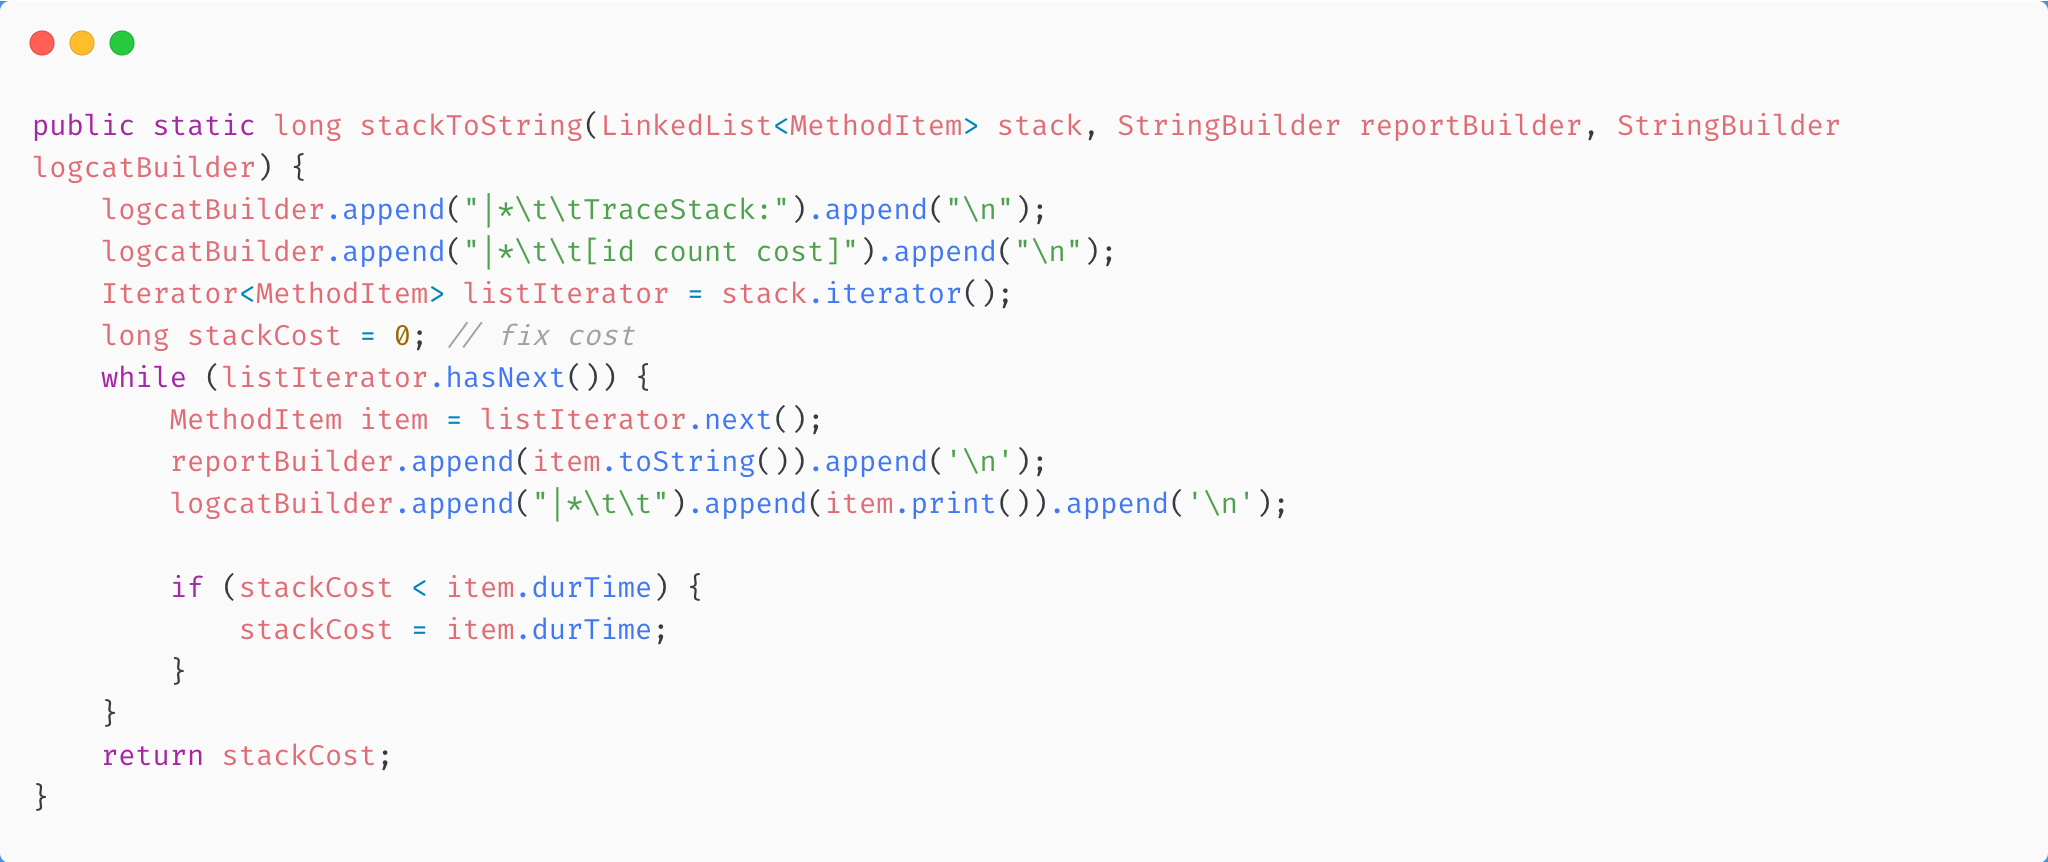 public static long stackToString(LinkedList<MethodItem> stack, StringBuilder reportBuilder, StringBuilder
logcatBuilder) {
    logcatBuilder.append("|*\t\tTraceStack:").append("\n");
    logcatBuilder.append("|*\t\t[id count cost]").append("\n");
    Iterator<MethodItem> listIterator = stack.iterator();
    long stackCost = 0; // fix cost
    while (listIterator.hasNext()) {
        MethodItem item = listIterator.next();
        reportBuilder.append(item.toString()).append('\n');
        logcatBuilder.append("|*\t\t").append(item.print()).append('\n');

        if (stackCost < item.durTime) {
            stackCost = item.durTime;
        }
    }
    return stackCost;
}